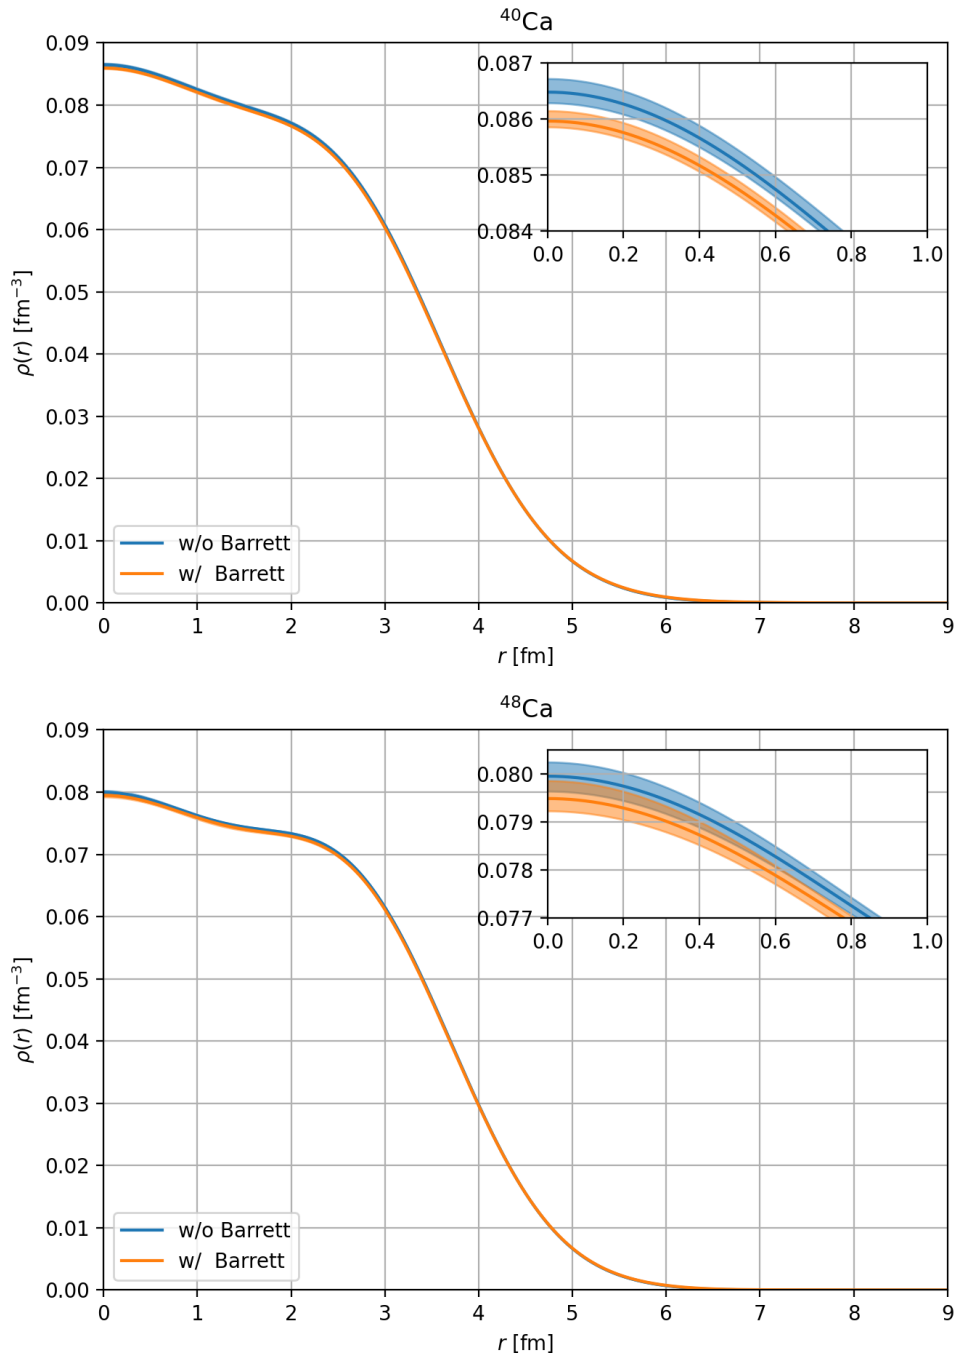 ⁴⁰Ca
0.09
0.08
0.07
0.06
0.05
0.04
0.03
0.02
0.01
0.00
ρ(r) [fm⁻³]
0.087
0.086
0.085
0.084
0.0 0.2 0.4 0.6 0.8 1.0
w/o Barrett
w/ Barrett
0 1 2 3 4 5 6 7 8 9
r [fm]
⁴⁸Ca
0.09
0.08
0.07
0.06
0.05
0.04
0.03
0.02
0.01
0.00
ρ(r) [fm⁻³]
0.080
0.079
0.078
0.077
0.0 0.2 0.4 0.6 0.8 1.0
w/o Barrett
w/ Barrett
0 1 2 3 4 5 6 7 8 9
r [fm]